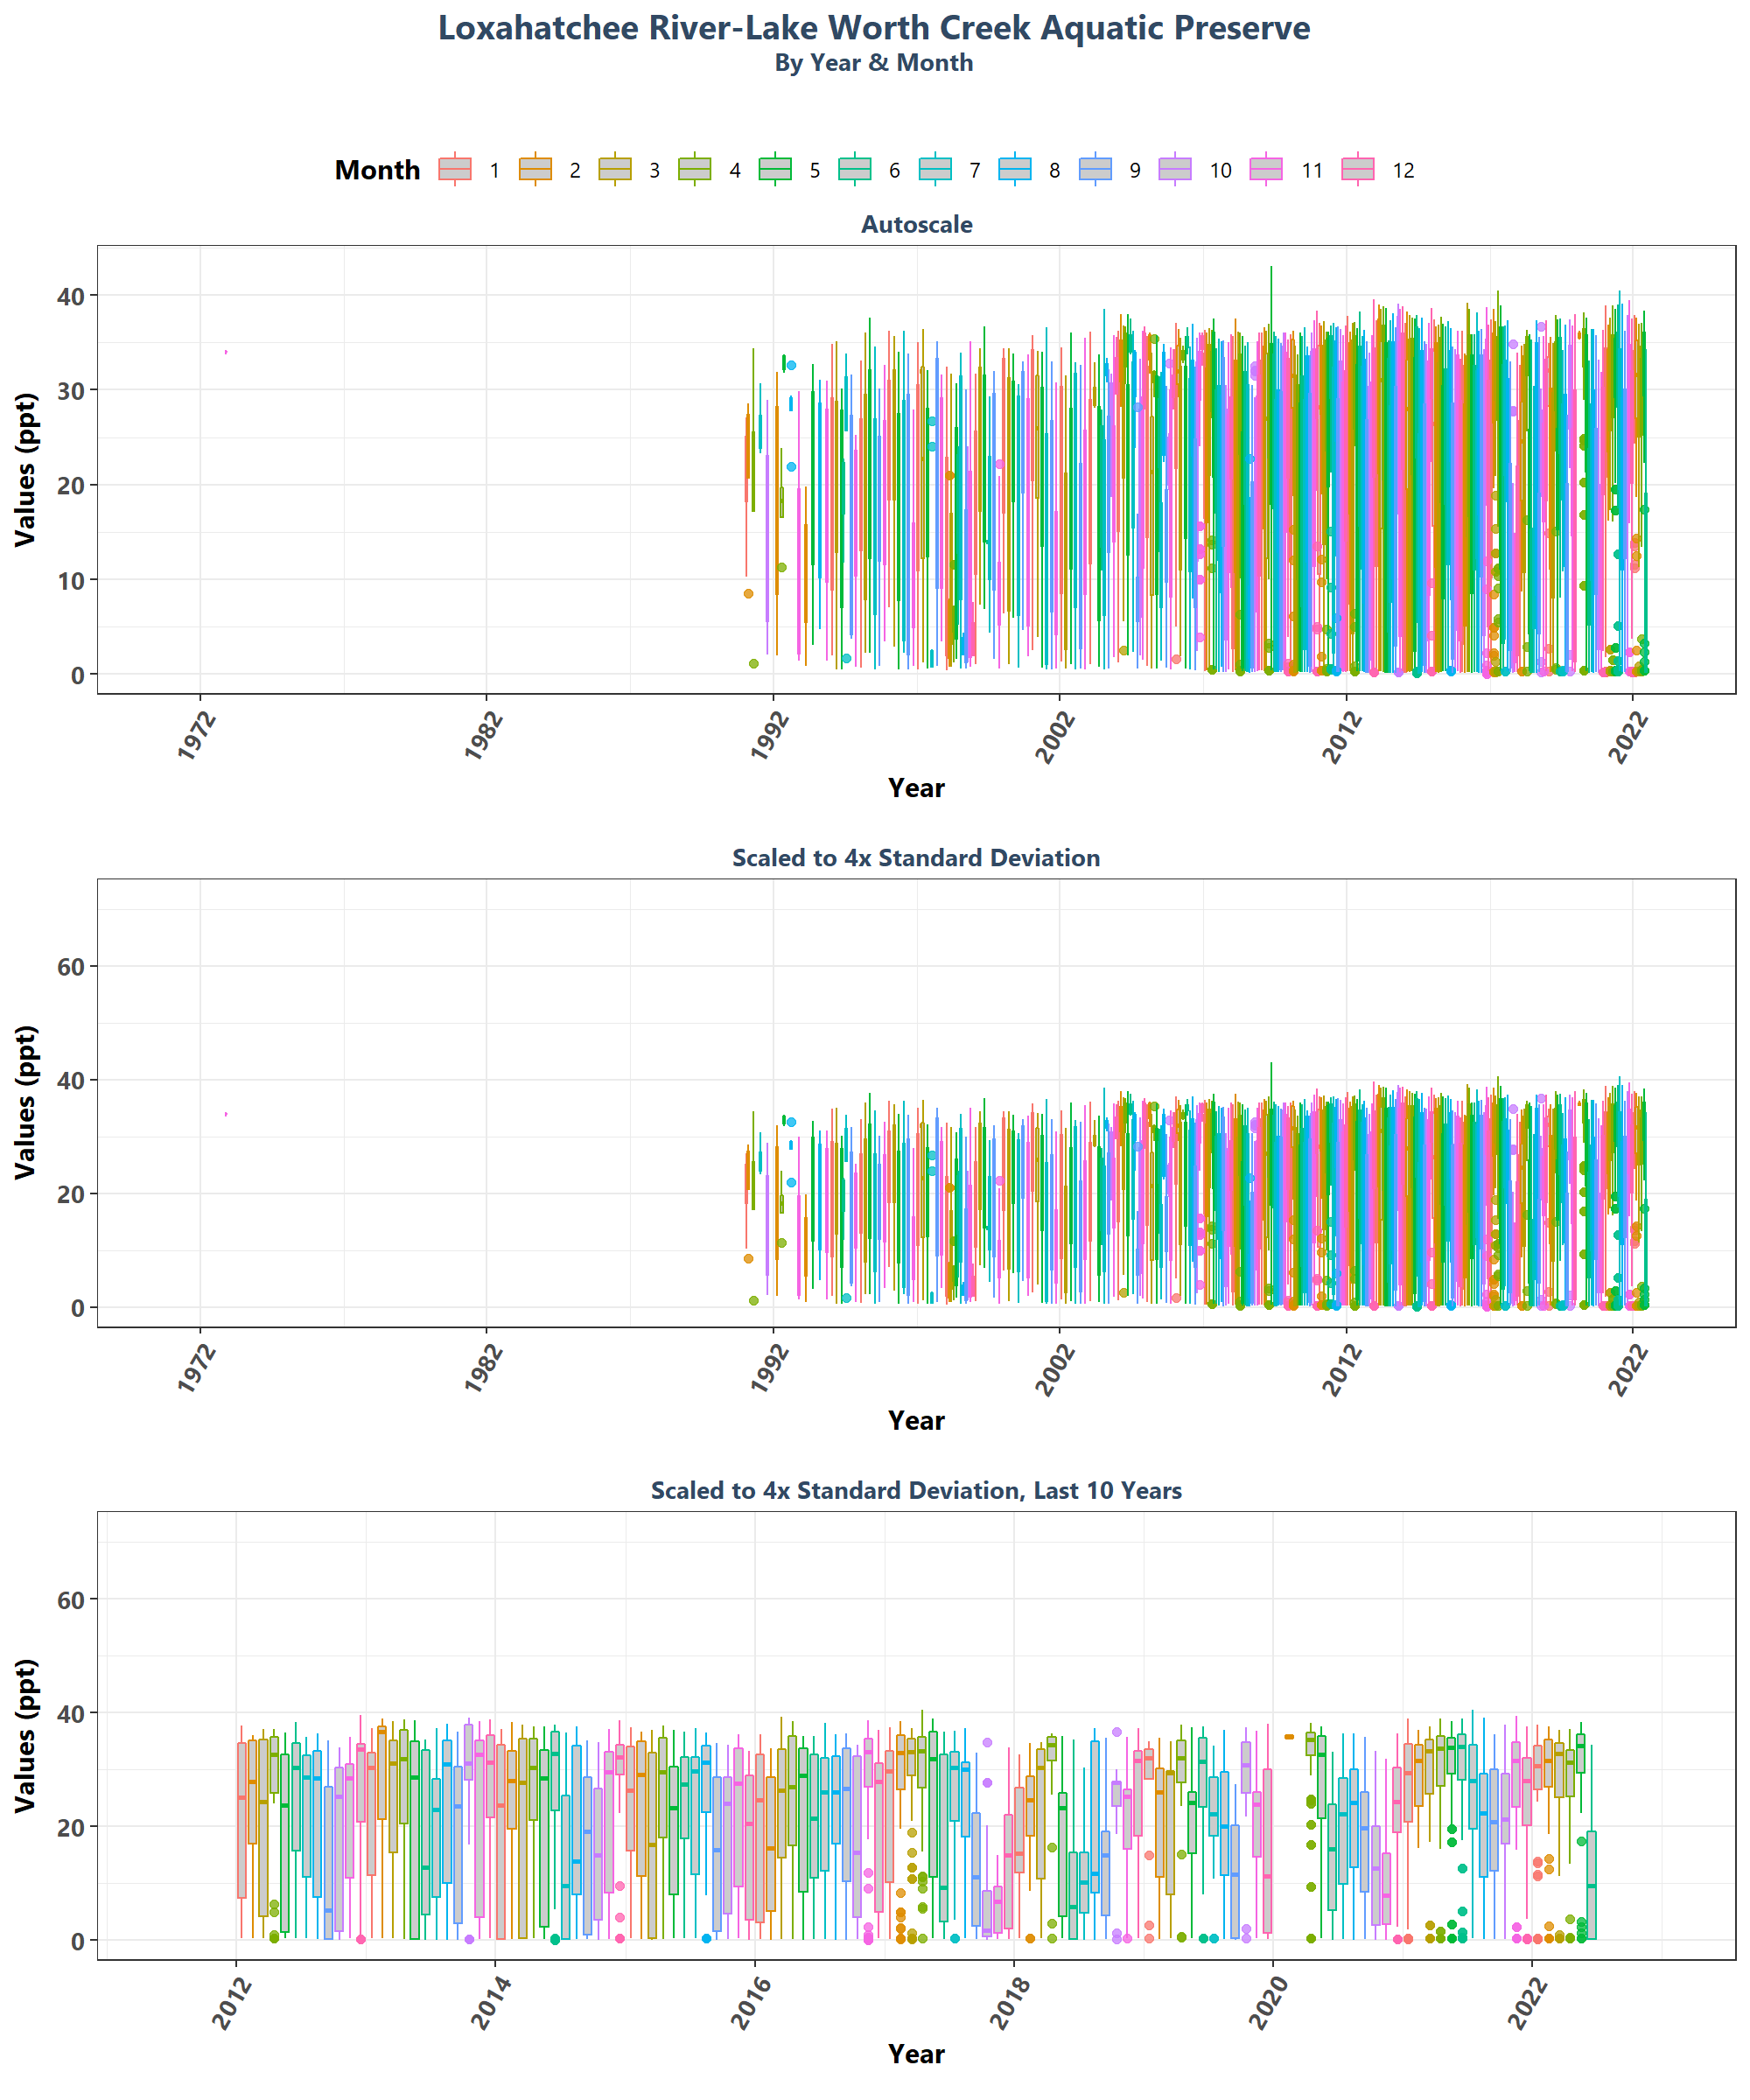 Loxahatchee River-Lake Worth Creek Aquatic Preserve
By Year & Month
Month 1 2 3 4 5 6 7 8 9 10 11 12
Autoscale
Values (ppt)
40
30
20
10
0
1972 1982 1992 2002 2012 2022
Year
Scaled to 4x Standard Deviation
Values (ppt)
60
40
20
0
1972 1982 1992 2002 2012 2022
Year
Scaled to 4x Standard Deviation, Last 10 Years
Values (ppt)
60
40
20
0
2012 2014 2016 2018 2020 2022
Year